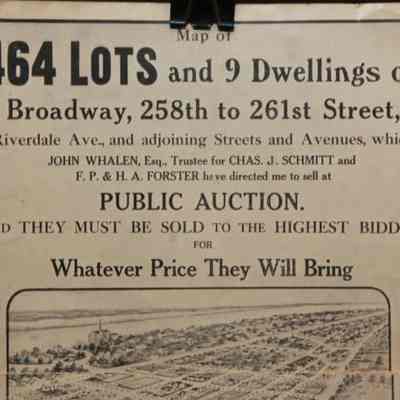 Map of
464 LOTS and 9 Dwellings
Broadway, 258th to 261st Street,
Riverdale Ave., and adjoining Streets and Avenues,
JOHN WHALEN, Esq., Trustee for CHAS. J. SCHMITT and
F. P. & H. A. FORSTER have directed me to sell at
PUBLIC AUCTION.
THEY MUST BE SOLD TO THE HIGHEST
FOR
Whatever Price They Will Bring